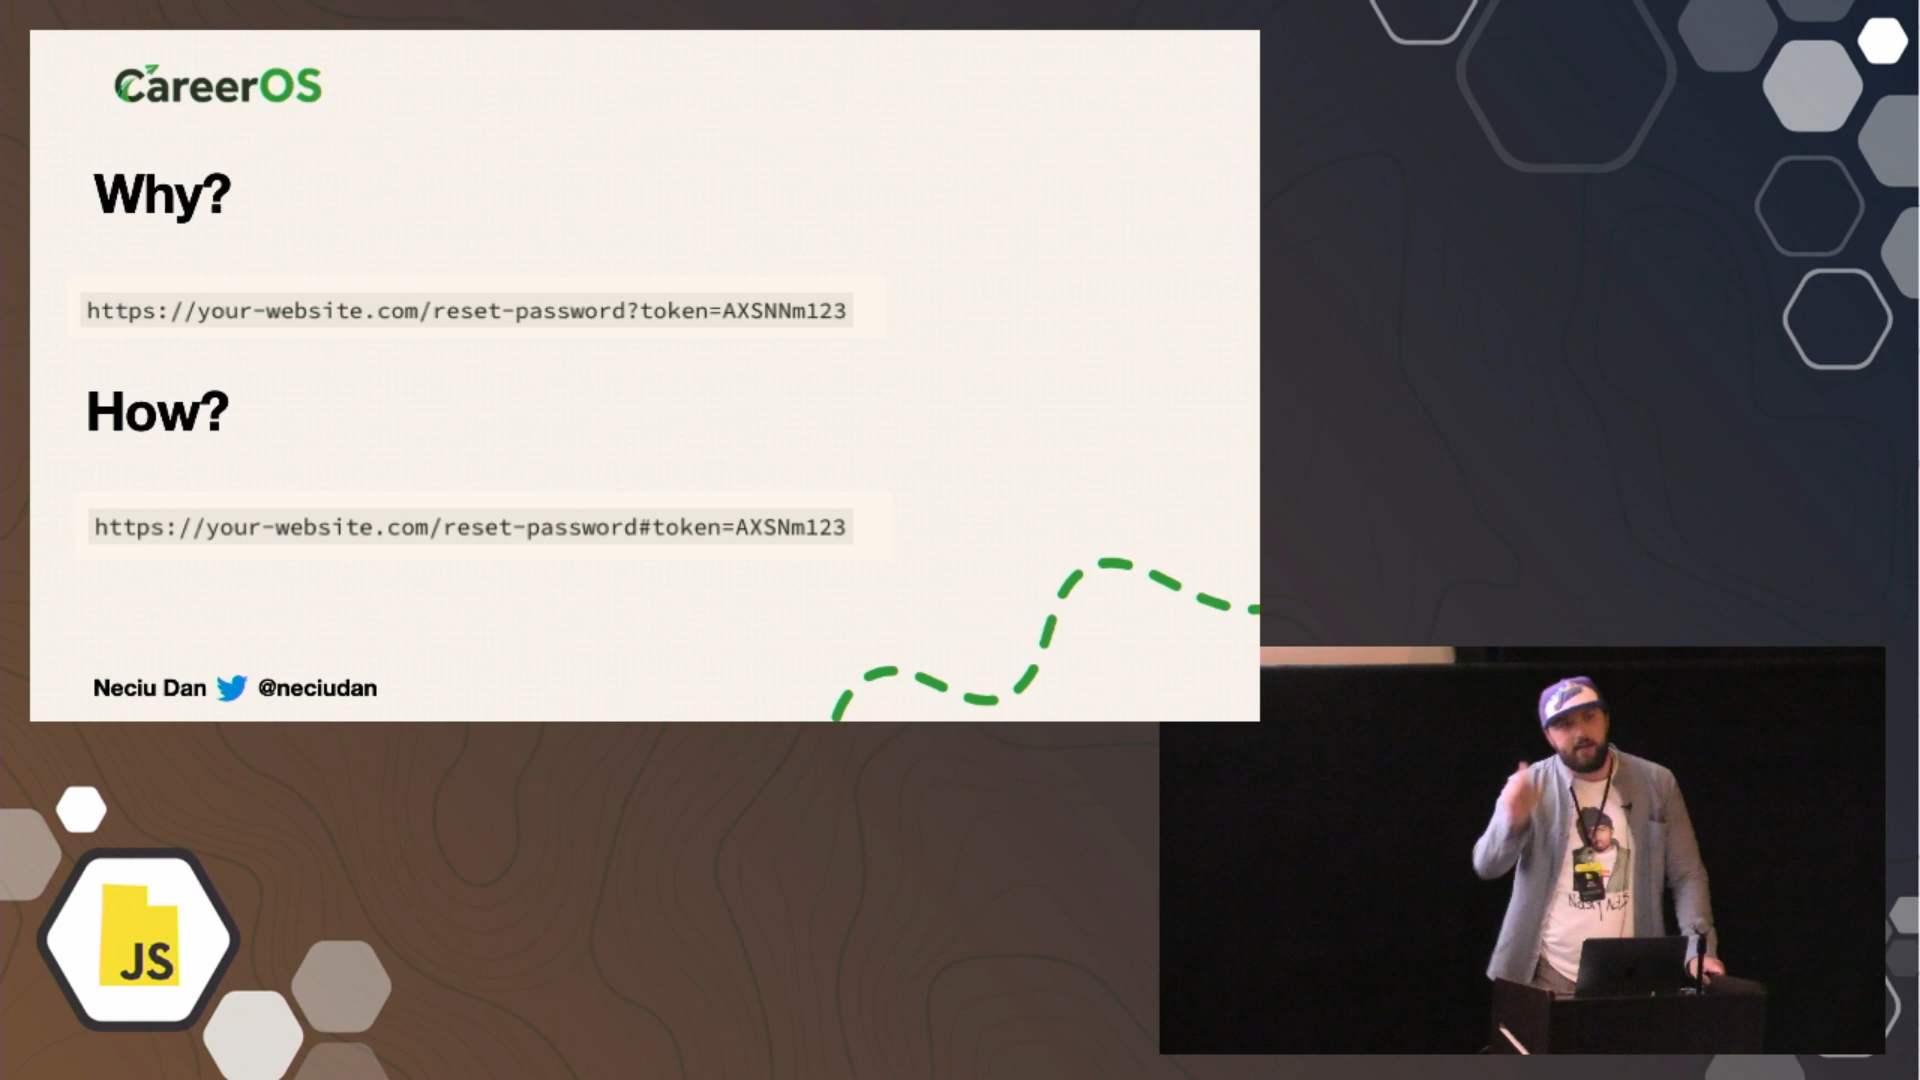 CareerOS
Why?
https://your-website.com/reset-password?token=AXSNNm123
How?
https://your-website.com/reset-password#token=AXSNm123
Neciu Dan @neciudan
JS